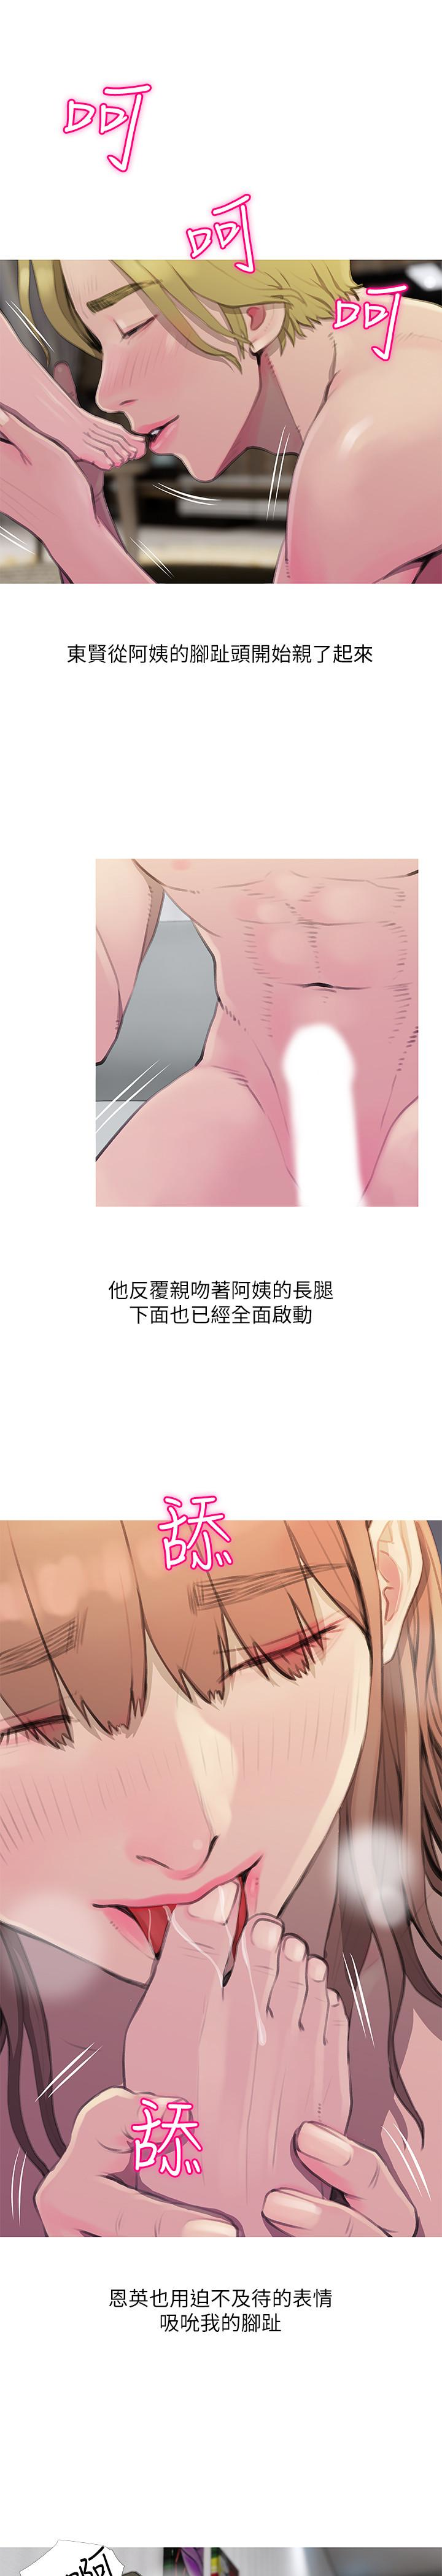 呵
呵
呵
東賢從阿姨的腳趾頭開始親了起來
他反覆親吻著阿姨的長腿
下面也已經全面啟動
舔
舔
恩英也用迫不及待的表情
吸吮我的腳趾